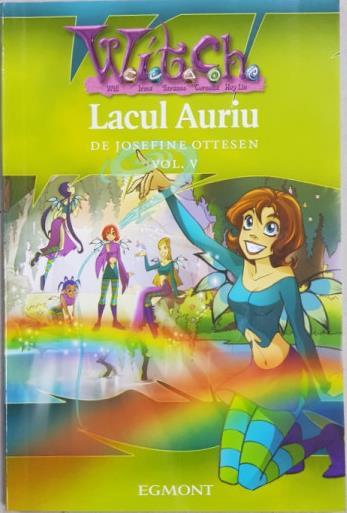 W.i.t.c.h.
Will Irma Taranee Cornelia Hay Lin
Lacul Auriu
DE JOSEFINE OTTESEN
VOL. V
EGMONT